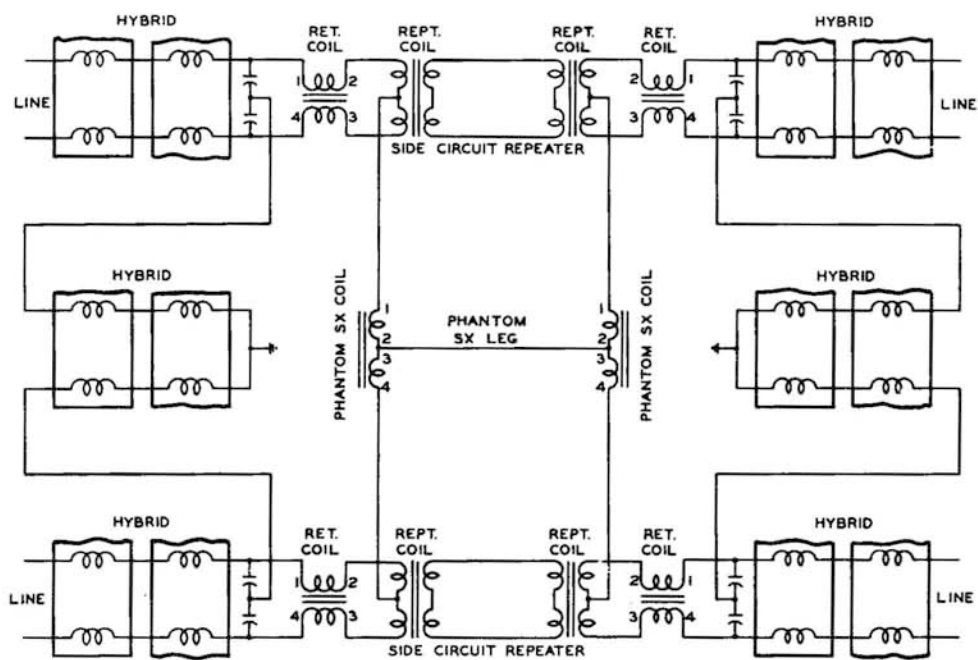 HYBRID
RET.
COIL
REPT.
COIL
REPT.
COIL
RET.
COIL
HYBRID
1
2
2
1
LINE
LINE
4
3
3
4
SIDE CIRCUIT REPEATER
HYBRID
HYBRID
PHANTOM SX COIL
1
2
3
4
PHANTOM
SX LEG
1
2
3
4
PHANTOM SX COIL
HYBRID
RET.
COIL
REPT.
COIL
REPT.
COIL
RET.
COIL
HYBRID
1
2
2
1
LINE
LINE
4
3
3
4
SIDE CIRCUIT REPEATER